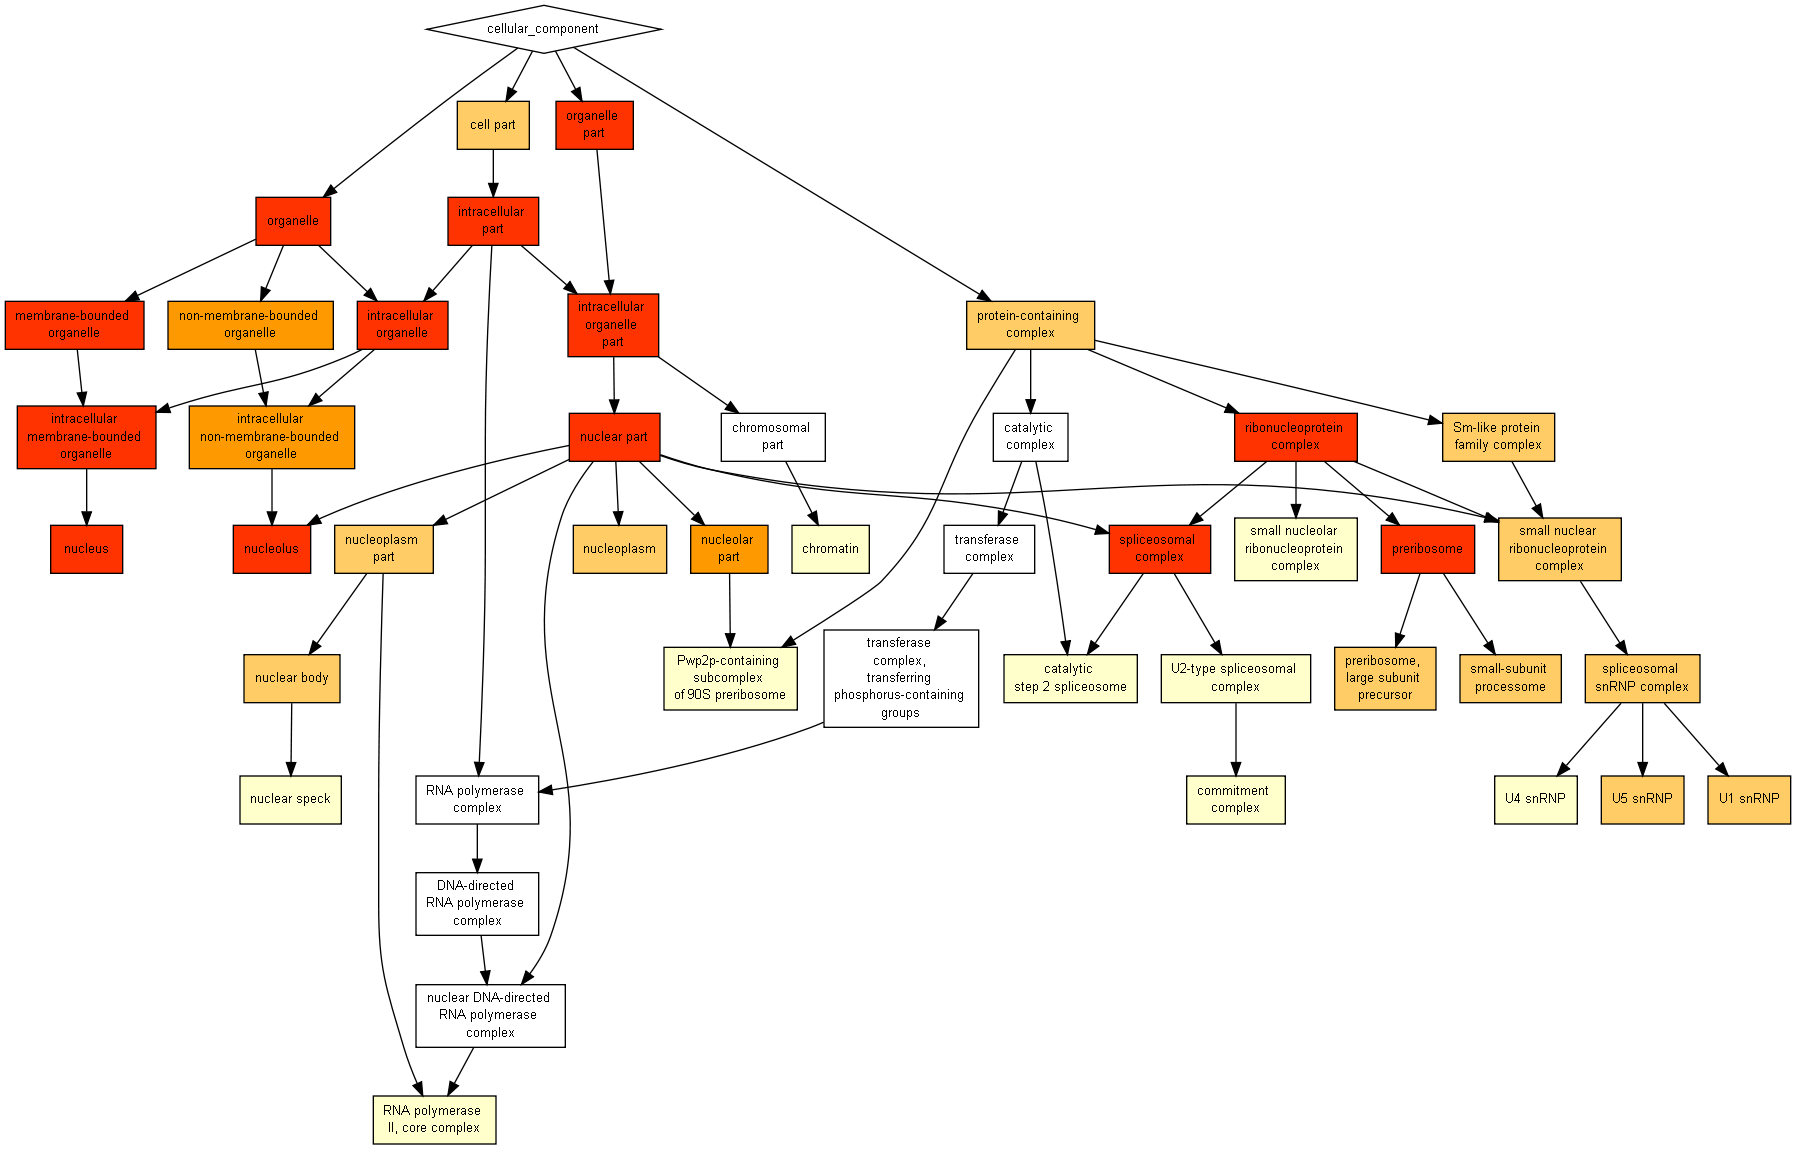 cellular_component
cell part
organelle
part
organelle
intracellular
part
membrane-bounded
organelle
non-membrane-bounded
organelle
intracellular
organelle
intracellular
organelle
part
protein-containing
complex
intracellular
membrane-bounded
organelle
intracellular
non-membrane-bounded
organelle
nuclear part
chromosomal
part
catalytic
complex
ribonucleoprotein
complex
Sm-like protein
family complex
nucleus
nucleolus
nucleoplasm
part
nucleoplasm
nucleolar
part
chromatin
transferase
complex
spliceosomal
complex
small nucleolar
ribonucleoprotein
complex
preribosome
small nuclear
ribonucleoprotein
complex
nuclear body
Pwp2p-containing
subcomplex
of 90S preribosome
transferase
complex,
transferring
phosphorus-containing
groups
catalytic
step 2 spliceosome
U2-type spliceosomal
complex
preribosome,
large subunit
precursor
small-subunit
processome
spliceosomal
snRNP complex
nuclear speck
RNA polymerase
complex
commitment
complex
U4 snRNP
U5 snRNP
U1 snRNP
DNA-directed
RNA polymerase
complex
nuclear DNA-directed
RNA polymerase
complex
RNA polymerase
II, core complex